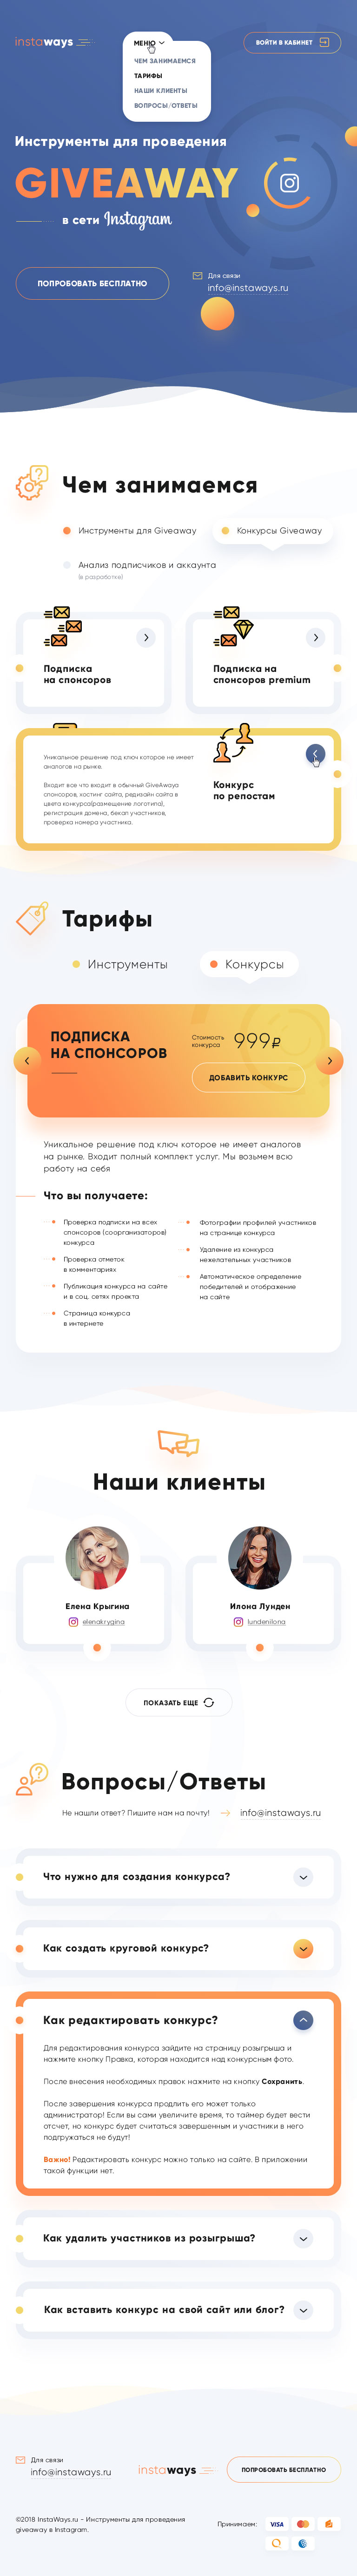 instaways
МЕНЮ
ВОЙТИ В КАБИНЕТ
ЧЕМ ЗАНИМАЕМСЯ
ТАРИФЫ
НАШИ КЛИЕНТЫ
ВОПРОСЫ/ОТВЕТЫ
Инструменты для проведения
GIVEAWAY
в сети Instagram
ПОПРОБОВАТЬ БЕСПЛАТНО
Для связи
info@instaways.ru
Чем занимаемся
Инструменты для Giveaway
Конкурсы Giveaway
Анализ подписчиков и аккаунта
(в разработке)
Подписка
на спонсоров
Подписка на
спонсоров premium
Уникальное решение под ключ которое не имеет
аналогов на рынке.
Входит все что входит в обычный GiveAwaya
спонсоров, хостинг сайта, редизайн сайта в
цвета конкурса(размещение логотипа),
регистрация домена, бекап участников,
проверка номера участника.
Конкурс
по репостам
Тарифы
Инструменты
Конкурсы
ПОДПИСКА
НА СПОНСОРОВ
Стоимость
конкурса
999₽
ДОБАВИТЬ КОНКУРС
Уникальное решение под ключ которое не имеет аналогов
на рынке. Входит полный комплект услуг. Мы возьмем всю
работу на себя
Что вы получаете:
Проверка подписки на всех
спонсоров (соорганизаторов)
конкурса
Проверка отметок
в комментариях
Публикация конкурса на сайте
и в соц. сетях проекта
Страница конкурса
в интернете
Фотографии профилей участников
на странице конкурса
Удаление из конкурса
нежелательных участников
Автоматическое определение
победителей и отображение
на сайте
Наши клиенты
Елена Крыгина
elenakrygina
Илона Лунден
lundenilona
ПОКАЗАТЬ ЕЩЕ
Вопросы/Ответы
Не нашли ответ? Пишите нам на почту!
info@instaways.ru
Что нужно для создания конкурса?
Как создать круговой конкурс?
Как редактировать конкурс?
Для редактирования конкурса зайдите на страницу розыгрыша и
нажмите кнопку Правка, которая находится над конкурсным фото.
После внесения необходимых правок нажмите на кнопку Сохранить.
После завершения конкурса продлить его может только
администратор! Если вы сами увеличите время, то таймер будет вести
отсчет, но конкурс будет считаться завершенным и участники в него
подгружаться не будут!
Важно! Редактировать конкурс можно только на сайте. В приложении
такой функции нет.
Как удалить участников из розыгрыша?
Как вставить конкурс на свой сайт или блог?
Для связи
info@instaways.ru
instaways
ПОПРОБОВАТЬ БЕСПЛАТНО
©2018 InstaWays.ru - Инструменты для проведения
giveaway в Instagram.
Принимаем:
VISA